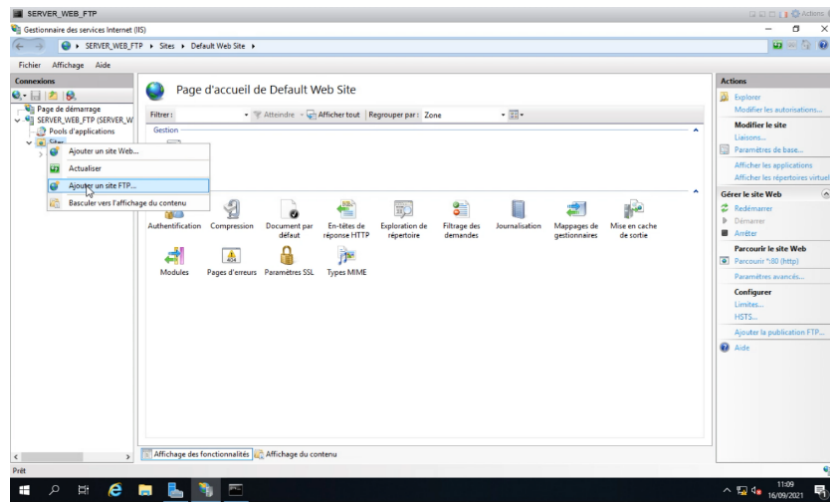 SERVER_WEB_FTP
Actions
Gestionnaire des services Internet (IIS)
SERVER_WEB_FTP
Sites
Default Web Site
Fichier
Affichage
Aide
Connexions
Page de démarrage
SERVER_WEB_FTP (SERVER_W
Pools d'applications
Sites
Ajouter un site Web...
Actualiser
Ajouter un site FTP...
Basculer vers l'affichage du contenu
Page d'accueil de Default Web Site
Filtrer :
Atteindre
Afficher tout
Regrouper par :
Zone
Gestion
Authentification
Compression
Document par défaut
En-têtes de réponse HTTP
Exploration de répertoire
Filtrage des demandes
Journalisation
Mappages de gestionnaires
Mise en cache de sortie
Modules
Pages d'erreurs
Paramètres SSL
Types MIME
Affichage des fonctionnalités
Affichage du contenu
Actions
Explorer
Modifier les autorisations...
Modifier le site
Liaisons...
Paramètres de base...
Afficher les applications
Afficher les répertoires virtuel
Gérer le site Web
Redémarrer
Démarrer
Arrêter
Parcourir le site Web
Parcourir *:80 (http)
Paramètres avancés...
Configurer
Limites...
HSTS...
Ajouter la publication FTP...
Aide
Prêt
11:09
16/09/2021